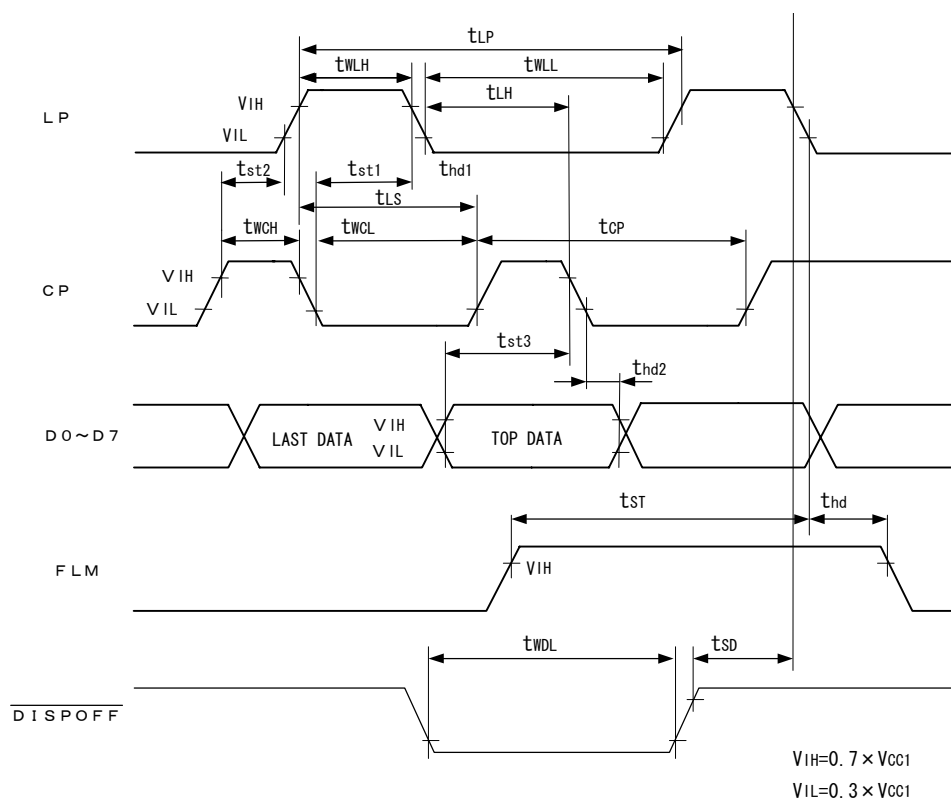 tLP
tWLH
tWLL
tLH
LP
VIH
VIL
tst2
tst1
thd1
tLS
tWCH
tWCL
tCP
CP
VIH
VIL
tst3
thd2
D0~D7
LAST DATA
VIH
VIL
TOP DATA
tST
thd
FLM
VIH
tWDL
tSD
DISPOFF
VIH=0.7×VCC1
VIL=0.3×VCC1